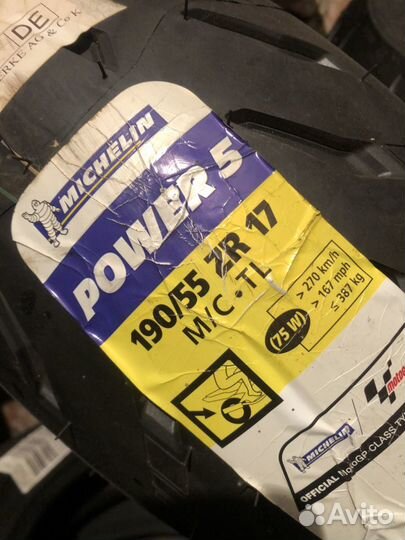 DE
ERKE AG & Co K
MICHELIN
POWER 5
190/55 ZR 17
M/C • TL
(75 W)
> 270 km/h
> 167 mph
≤ 387 kg
MICHELIN
OFFICIAL MotoGP CLASS TY
Avito